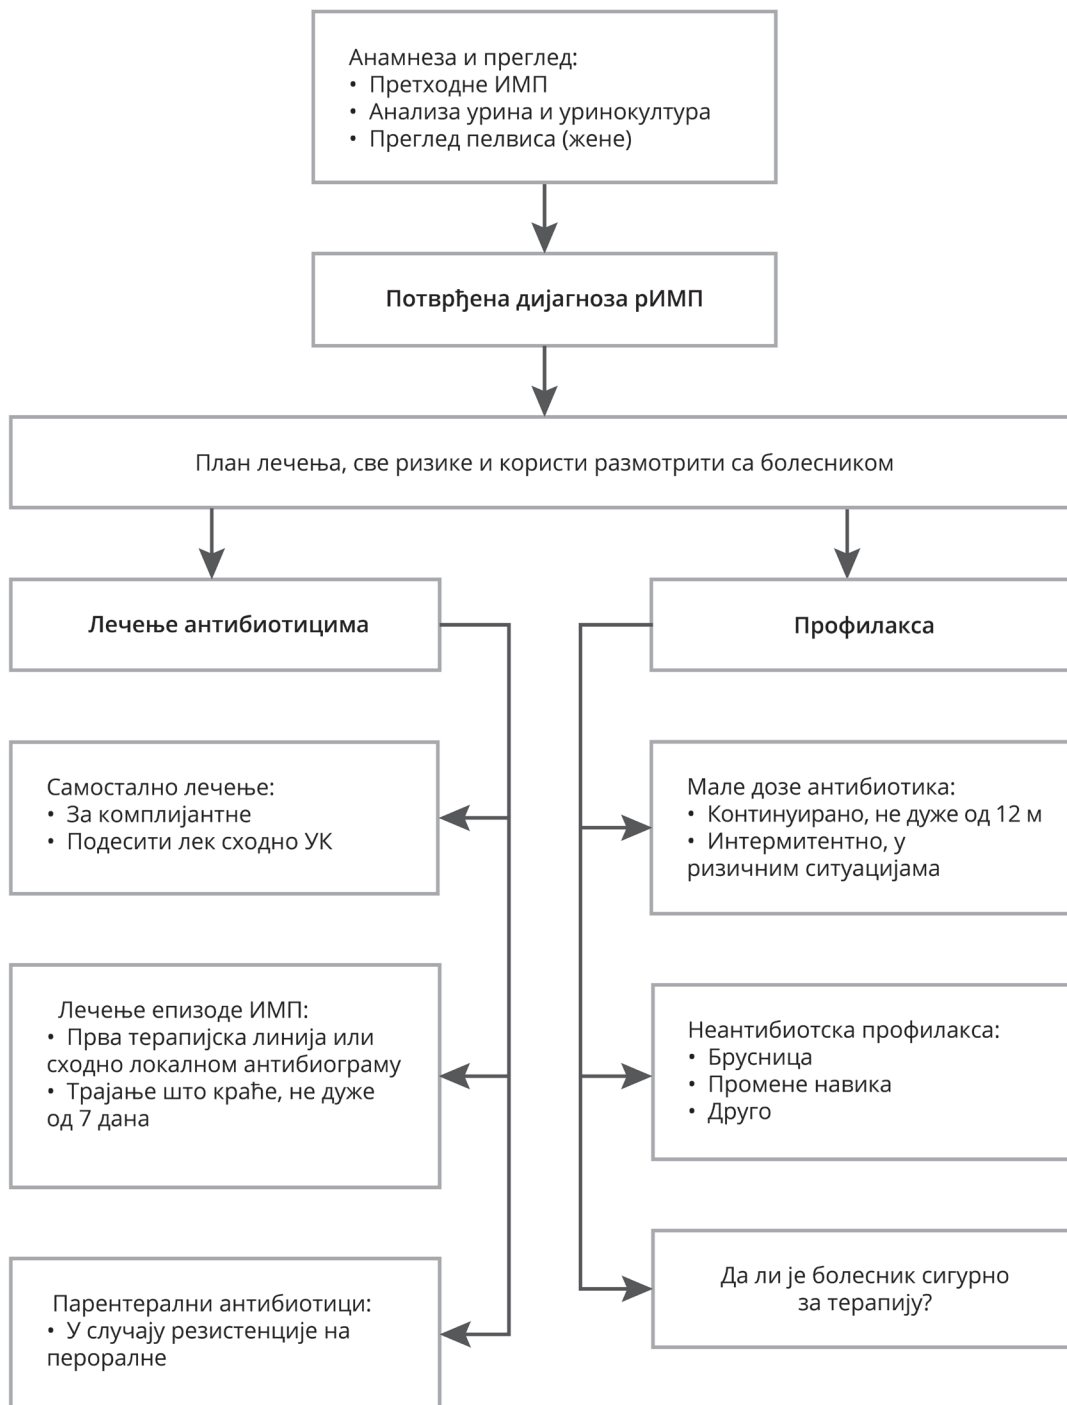 Анамнеза и преглед:
• Претходне ИМП
• Анализа урина и уринокултура
• Преглед пелвиса (жене)
Потврђена дијагноза рИМП
План лечења, све ризике и користи размотрити са болесником
Лечење антибиотицима
Самостално лечење:
• За комплијантне
• Подесити лек сходно УК
Лечење епизоде ИМП:
• Прва терапијска линија или
сходно локалном антибиограму
• Трајање што краће, не дуже
од 7 дана
Парентерални антибиотици:
• У случају резистенције на
пероралне
Профилакса
Мале дозе антибиотика:
• Континуирано, не дуже од 12 м
• Интермитентно, у
ризичним ситуацијама
Неантибиотска профилакса:
• Брусница
• Промене навика
• Друго
Да ли је болесник сигурно
за терапију?